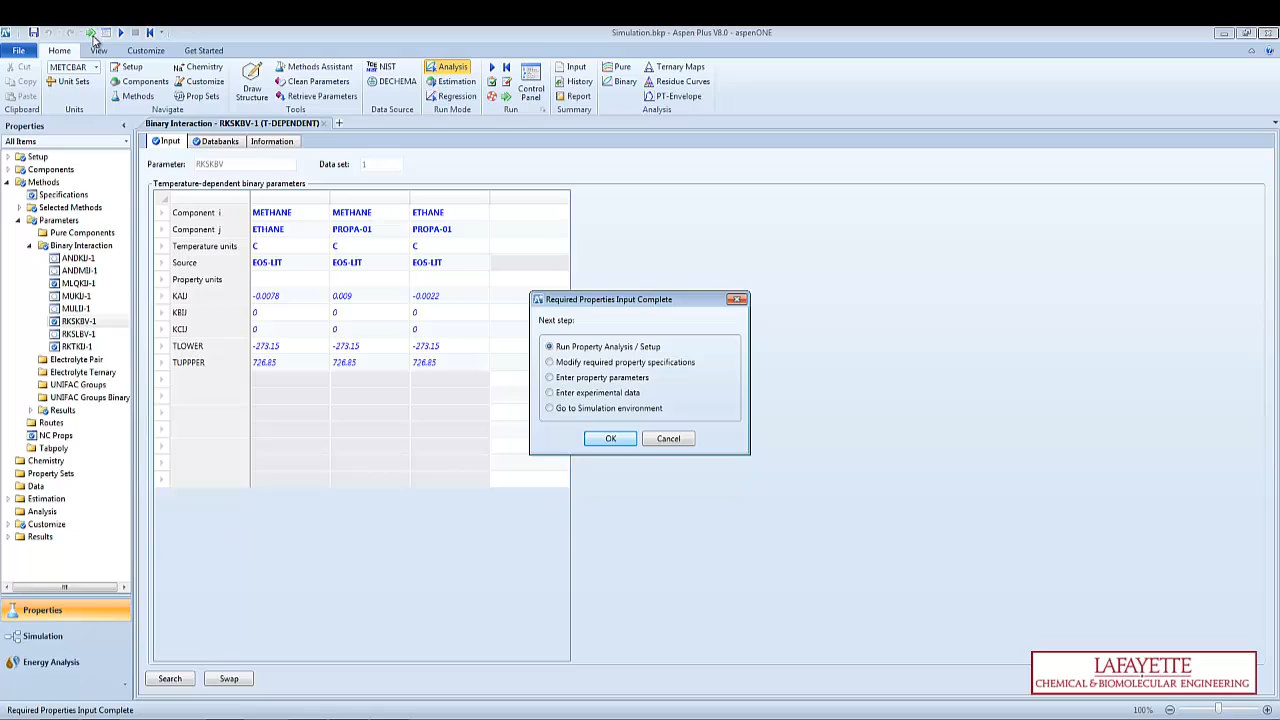 Simulation.bkp - Aspen Plus V8.0 - aspenONE
File Home View Customize Get Started
Cut METCBAR Setup Chemistry Methods Assistant NIST Analysis Input Pure Ternary Maps
Copy Unit Sets Components Customize Clean Parameters DECHEMA Estimation History Binary Residue Curves
Paste Methods Prop Sets Draw Structure Retrieve Parameters Regression Control Panel Report PT-Envelope
Clipboard Units Navigate Tools Data Source Run Mode Run Summary Analysis
Properties Binary Interaction - RKSKBV-1 (T-DEPENDENT) +
All Items Input Databanks Information
Setup Parameter: RKSKBV Data set: 1
Components
Methods Temperature-dependent binary parameters
Specifications
Selected Methods Component i METHANE METHANE ETHANE
Parameters Component j ETHANE PROPA-01 PROPA-01
Pure Components
Binary Interaction Temperature units C C C
ANDKIJ-1 Source EOS-LIT EOS-LIT EOS-LIT
ANDMIJ-1 Property units
MLQKIJ-1
MUKIJ-1 KAIJ -0.0078 0.009 -0.0022
MULIJ-1 KBIJ 0 0 0
RKSKBV-1 KCIJ 0 0 0
RKSLBV-1
RKTKIJ-1 TLOWER -273.15 -273.15 -273.15
Electrolyte Pair TUPPPER 726.85 726.85 726.85
Electrolyte Ternary
UNIFAC Groups
UNIFAC Groups Binary
Results
Routes
NC Props
Tabpoly
Chemistry
Property Sets
Data
Estimation
Analysis
Customize
Results
Properties
Simulation
Energy Analysis
Required Properties Input Complete
Next step:
Run Property Analysis / Setup
Modify required property specifications
Enter property parameters
Enter experimental data
Go to Simulation environment
OK Cancel
Search Swap
LAFAYETTE
CHEMICAL & BIOMOLECULAR ENGINEERING
Required Properties Input Complete 100%